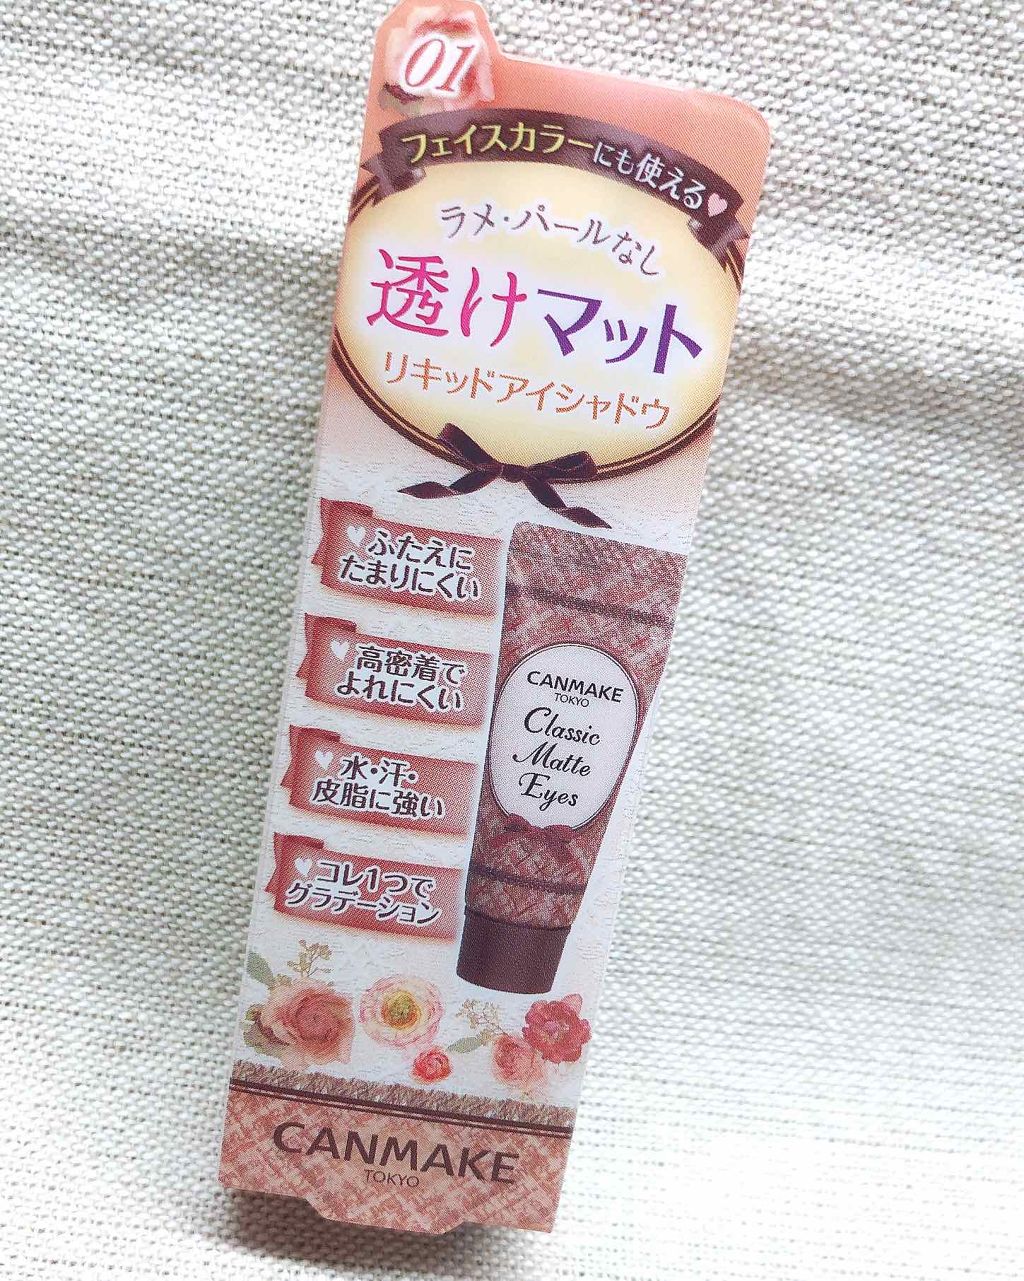 01
フェイスカラーにも使える♥
ラメ・パールなし
透けマット
リキッドアイシャドウ
♥ふたえに
たまりにくい
♥高密着で
よれにくい
♥水・汗・
皮脂に強い
♥コレ1つで
グラデーション
CANMAKE
TOKYO
Classic
Matte
Eyes
CANMAKE
TOKYO